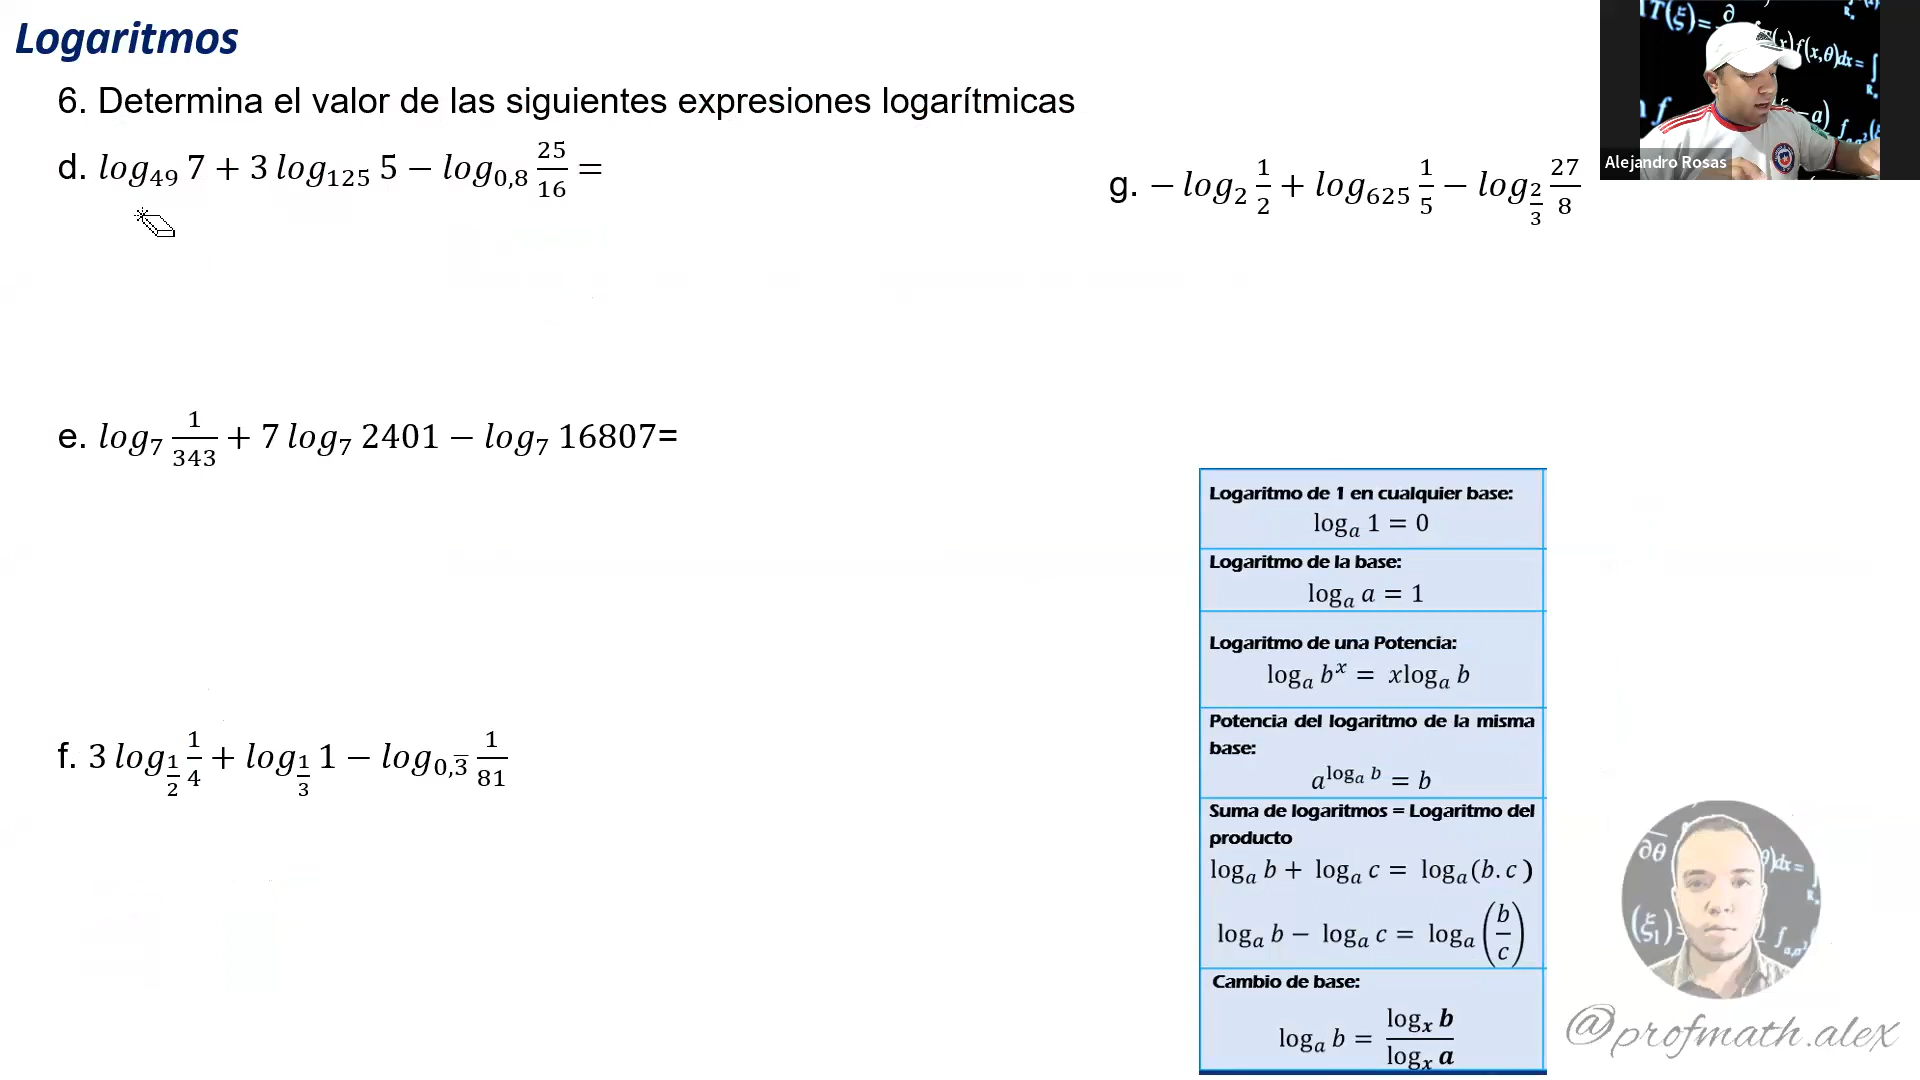 Logaritmos
6. Determina el valor de las siguientes expresiones logarítmicas
d. log₄₉ 7 + 3 log₁₂₅ 5 − log₀,₈ 25/16 =
g. − log₂ 1/2 + log₆₂₅ 1/5 − log_(2/3) 27/8
Alejandro Rosas
e. log₇ 1/343 + 7 log₇ 2401 − log₇ 16807=
f. 3 log_(1/2) 1/4 + log_(1/3) 1 − log_(0,3̅) 1/81
Logaritmo de 1 en cualquier base:
logₐ 1 = 0
Logaritmo de la base:
logₐ a = 1
Logaritmo de una Potencia:
logₐ bˣ = xlogₐ b
Potencia del logaritmo de la misma
base:
a^(logₐ b) = b
Suma de logaritmos = Logaritmo del
producto
logₐ b + logₐ c = logₐ(b.c)
logₐ b − logₐ c = logₐ(b/c)
Cambio de base:
logₐ b = logₓ b / logₓ a
@profmath.alex